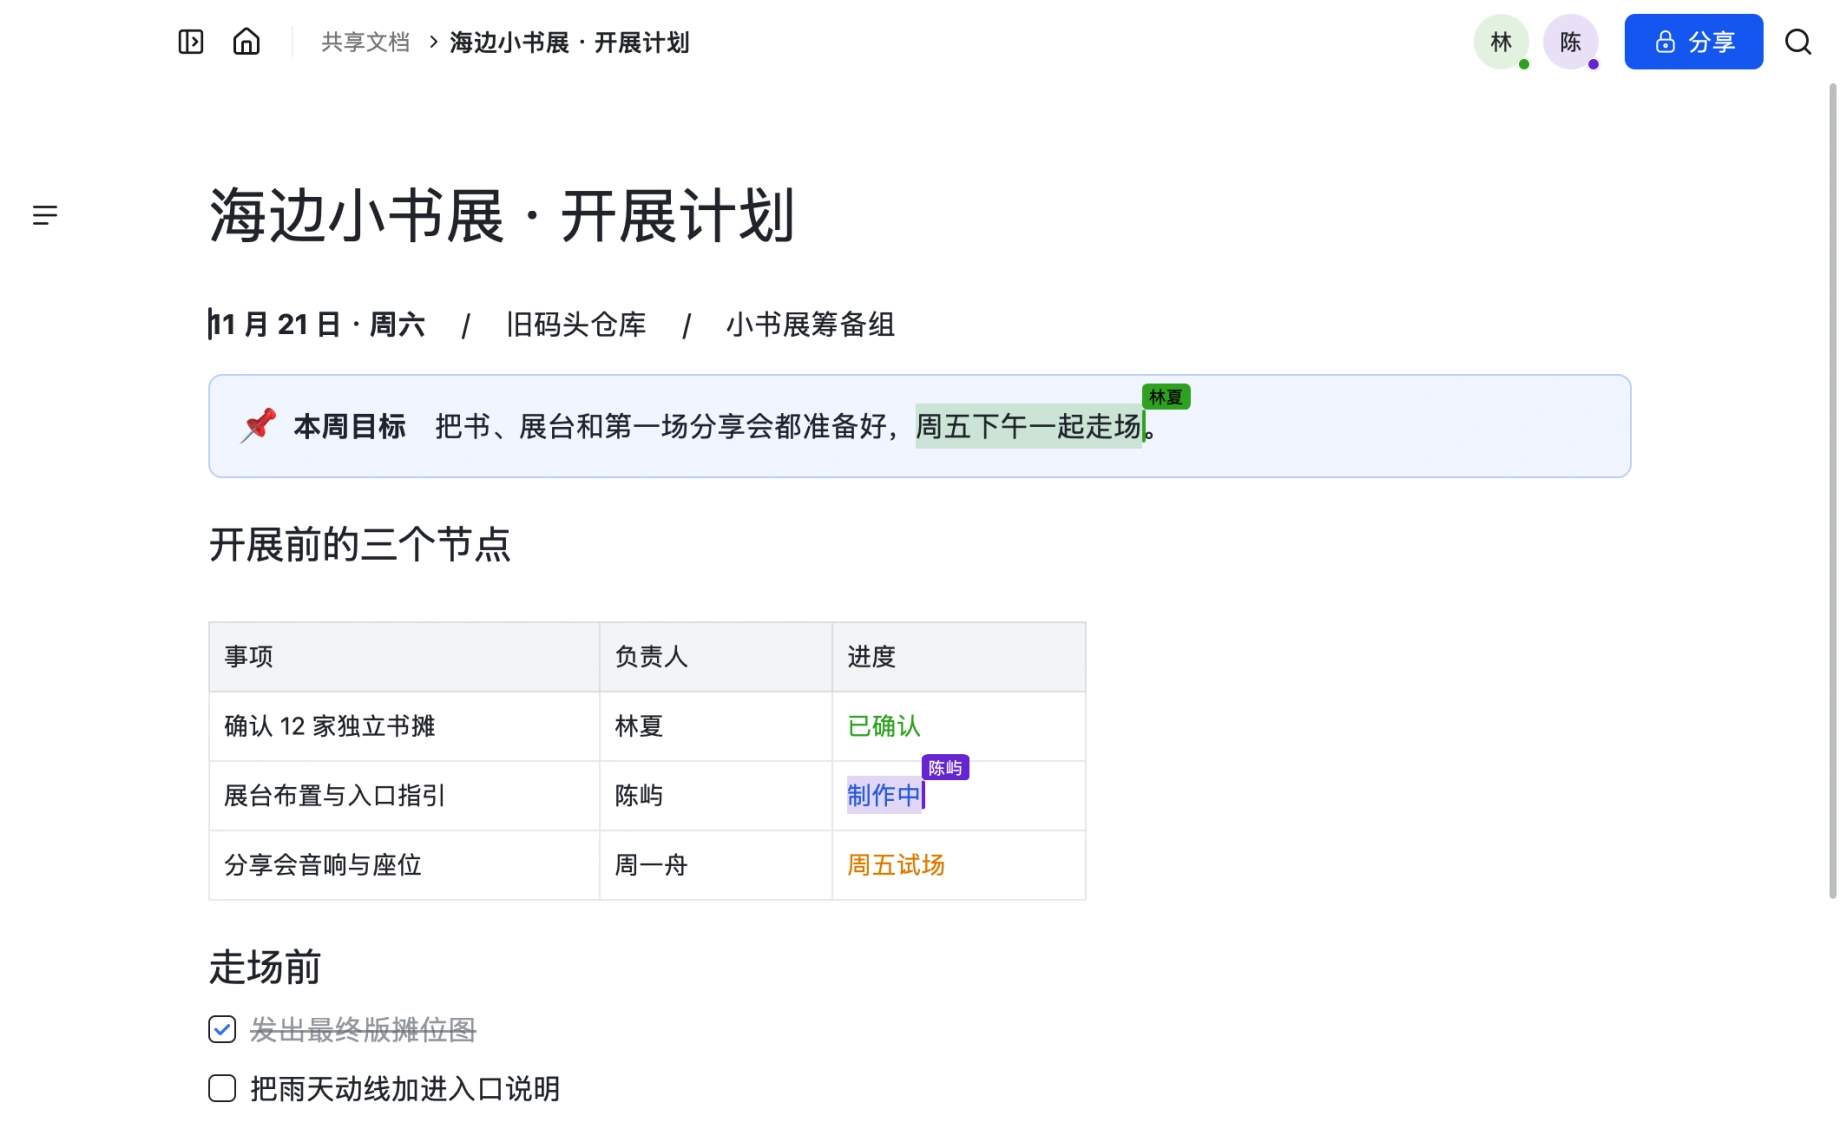 共享文档 > 海边小书展 · 开展计划
林
陈
分享
海边小书展 · 开展计划
11 月 21 日 · 周六 / 旧码头仓库 / 小书展筹备组
林夏
本周目标 把书、展台和第一场分享会都准备好，周五下午一起走场。
开展前的三个节点
事项 负责人 进度
确认 12 家独立书摊 林夏 已确认
陈屿
展台布置与入口指引 陈屿 制作中
分享会音响与座位 周一舟 周五试场
走场前
发出最终版摊位图
把雨天动线加进入口说明